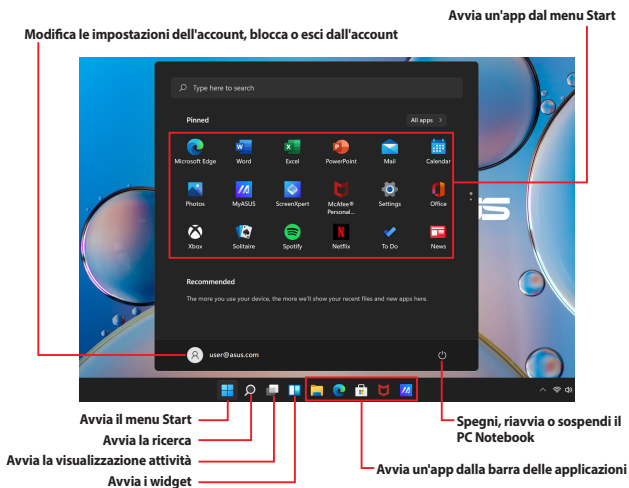 Avvia un'app dal menu Start
Modifica le impostazioni dell'account, blocca o esci dall'account
Type here to search
Pinned
All apps >
Microsoft Edge Word Excel PowerPoint Mail Calendar
Photos MyASUS ScreenXpert McAfee® Personal... Settings Office
Xbox Solitaire Spotify Netflix To Do News
Recommended
The more you use your device, the more we'll show your recent files and new apps here.
user@asus.com
Avvia il menu Start
Avvia la ricerca
Avvia la visualizzazione attività
Avvia i widget
Spegni, riavvia o sospendi il
PC Notebook
Avvia un'app dalla barra delle applicazioni